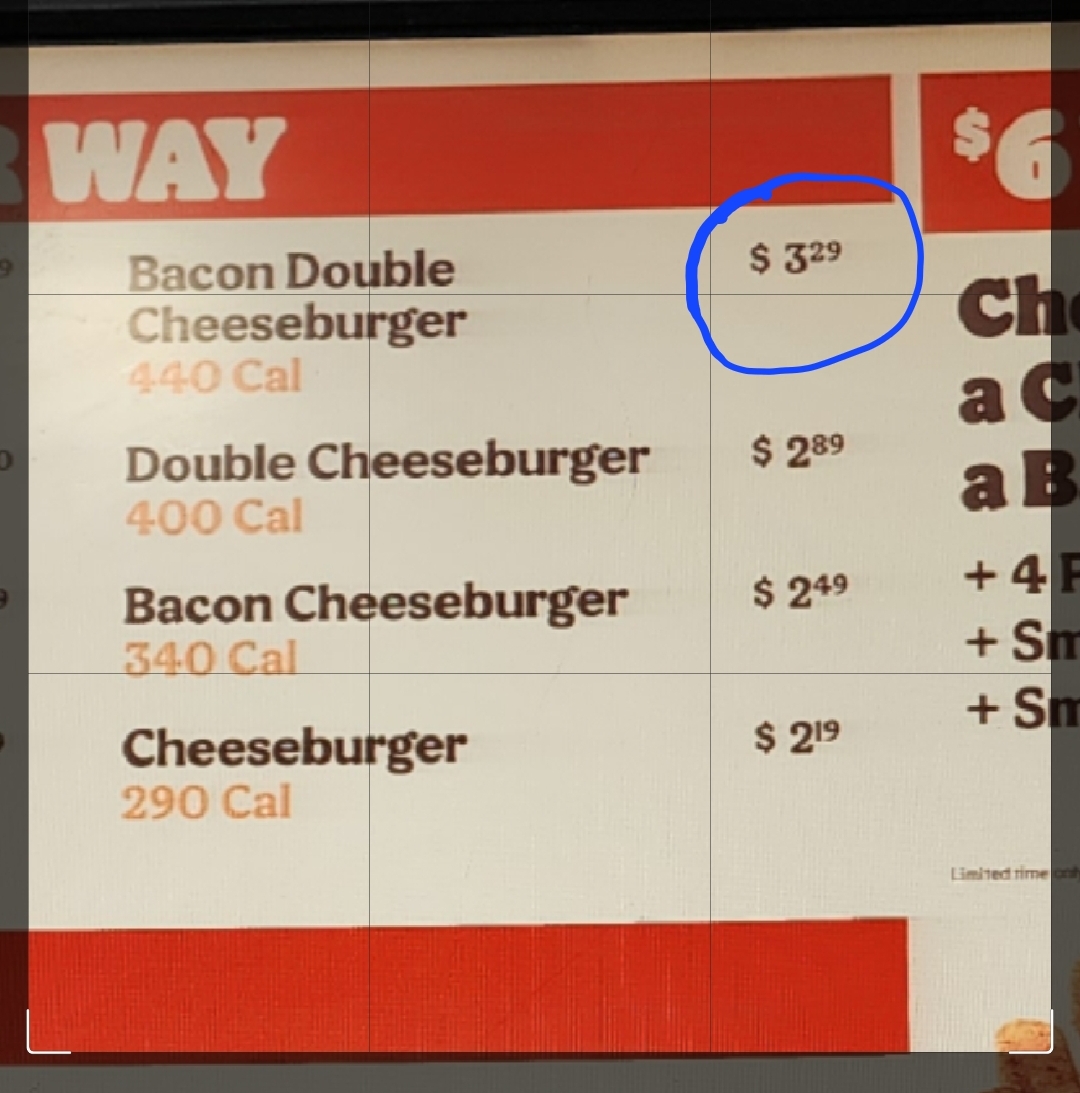 WAY
$6
Bacon Double $ 329
Cheeseburger
440 Cal
Double Cheeseburger $ 289
400 Cal
Bacon Cheeseburger $ 249
340 Cal
Cheeseburger $ 219
290 Cal
a
a
+ 4
+
+
Limited time